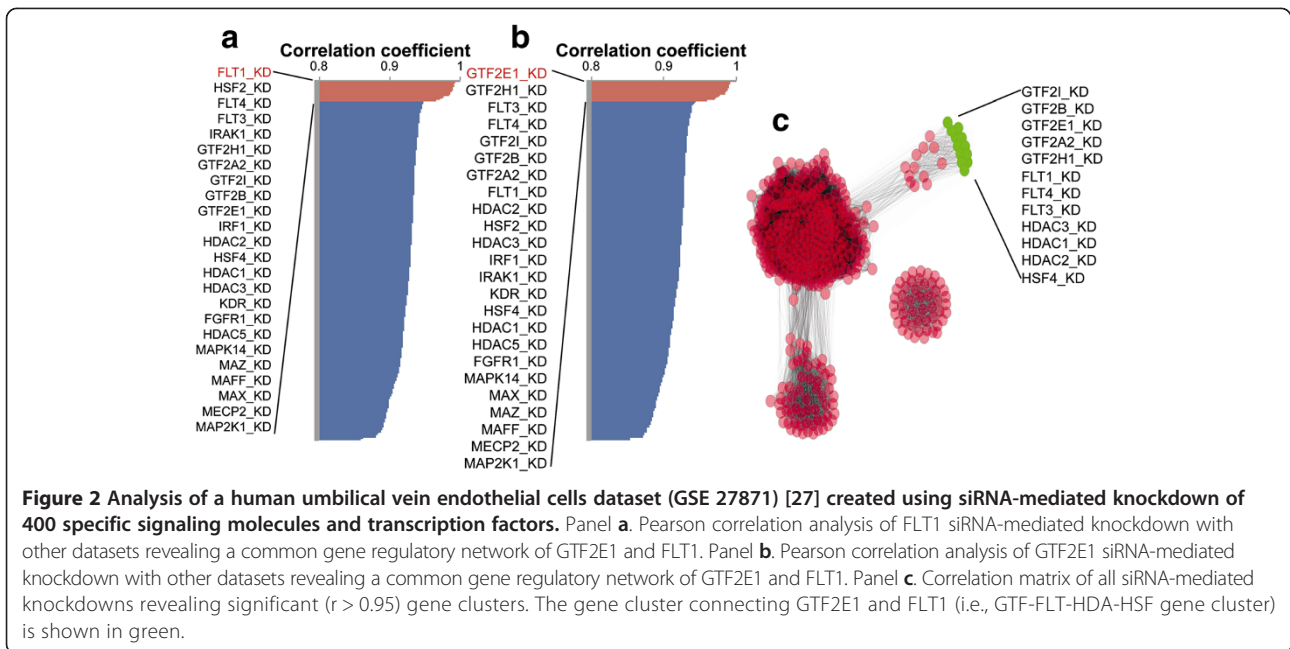 a
Correlation coefficient
0.8 0.9 1
FLT1_KD
HSF2_KD
FLT4_KD
FLT3_KD
IRAK1_KD
GTF2H1_KD
GTF2A2_KD
GTF2I_KD
GTF2B_KD
GTF2E1_KD
IRF1_KD
HDAC2_KD
HSF4_KD
HDAC1_KD
HDAC3_KD
KDR_KD
FGFR1_KD
HDAC5_KD
MAPK14_KD
MAZ_KD
MAFF_KD
MAX_KD
MECP2_KD
MAP2K1_KD
b
Correlation coefficient
0.8 0.9 1
GTF2E1_KD
GTF2H1_KD
FLT3_KD
FLT4_KD
GTF2I_KD
GTF2B_KD
GTF2A2_KD
FLT1_KD
HDAC2_KD
HSF2_KD
HDAC3_KD
IRF1_KD
IRAK1_KD
KDR_KD
HSF4_KD
HDAC1_KD
HDAC5_KD
FGFR1_KD
MAPK14_KD
MAX_KD
MAZ_KD
MAFF_KD
MECP2_KD
MAP2K1_KD
c
GTF2I_KD
GTF2B_KD
GTF2E1_KD
GTF2A2_KD
GTF2H1_KD
FLT1_KD
FLT4_KD
FLT3_KD
HDAC3_KD
HDAC1_KD
HDAC2_KD
HSF4_KD
Figure 2 Analysis of a human umbilical vein endothelial cells dataset (GSE 27871) [27] created using siRNA-mediated knockdown of
400 specific signaling molecules and transcription factors. Panel a. Pearson correlation analysis of FLT1 siRNA-mediated knockdown with
other datasets revealing a common gene regulatory network of GTF2E1 and FLT1. Panel b. Pearson correlation analysis of GTF2E1 siRNA-mediated
knockdown with other datasets revealing a common gene regulatory network of GTF2E1 and FLT1. Panel c. Correlation matrix of all siRNA-mediated
knockdowns revealing significant (r > 0.95) gene clusters. The gene cluster connecting GTF2E1 and FLT1 (i.e., GTF-FLT-HDA-HSF gene cluster)
is shown in green.